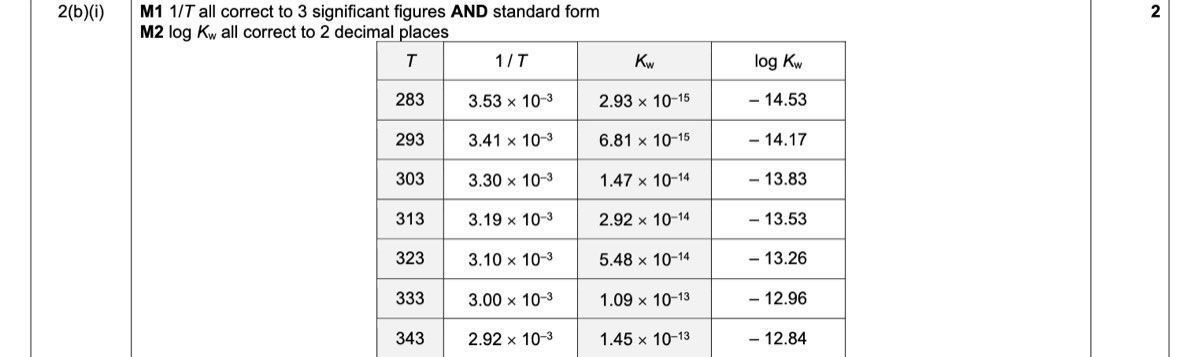 2(b)(i) M1 1/T all correct to 3 significant figures AND standard form 2
M2 log Kw all correct to 2 decimal places
T 1 / T Kw log Kw
283 3.53 × 10⁻³ 2.93 × 10⁻¹⁵ – 14.53
293 3.41 × 10⁻³ 6.81 × 10⁻¹⁵ – 14.17
303 3.30 × 10⁻³ 1.47 × 10⁻¹⁴ – 13.83
313 3.19 × 10⁻³ 2.92 × 10⁻¹⁴ – 13.53
323 3.10 × 10⁻³ 5.48 × 10⁻¹⁴ – 13.26
333 3.00 × 10⁻³ 1.09 × 10⁻¹³ – 12.96
343 2.92 × 10⁻³ 1.45 × 10⁻¹³ – 12.84